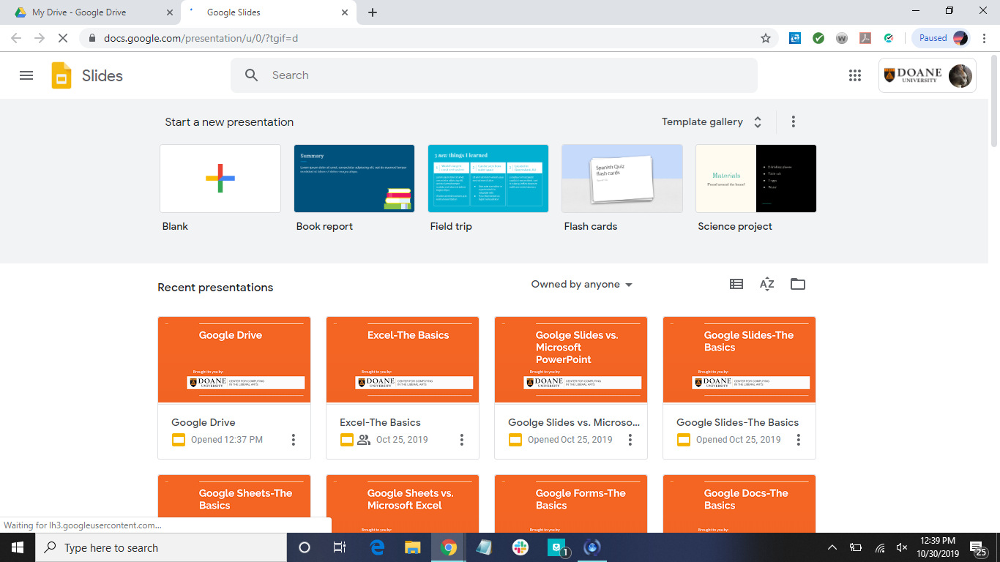 My Drive - Google Drive
Google Slides
docs.google.com/presentation/u/0/?tgif=d
Paused
Slides
Search
DOANE
UNIVERSITY
Start a new presentation
Template gallery
Summary
3 new things I learned
Spanish Quiz
flash cards
Materials
Found around the house!
Blank
Book report
Field trip
Flash cards
Science project
Recent presentations
Owned by anyone
AZ
Google Drive
Brought to you by:
DOANE
UNIVERSITY
CENTER FOR COMPUTING
IN THE LIBERAL ARTS
Excel-The Basics
Brought to you by:
DOANE
UNIVERSITY
CENTER FOR COMPUTING
IN THE LIBERAL ARTS
Goolge Slides vs.
Microsoft
PowerPoint
Brought to you by:
DOANE
UNIVERSITY
CENTER FOR COMPUTING
IN THE LIBERAL ARTS
Google Slides-The
Basics
Brought to you by:
DOANE
UNIVERSITY
CENTER FOR COMPUTING
IN THE LIBERAL ARTS
Google Drive
Opened 12:37 PM
Excel-The Basics
Oct 25, 2019
Goolge Slides vs. Microso...
Opened Oct 25, 2019
Google Slides-The Basics
Opened Oct 25, 2019
Google Sheets-The
Basics
Google Sheets vs.
Microsoft Excel
Brought to you by:
Google Forms-The
Basics
Brought to you by:
Google Docs-The
Basics
Brought to you by:
Waiting for lh3.googleusercontent.com...
Type here to search
1
12:39 PM
10/30/2019
25